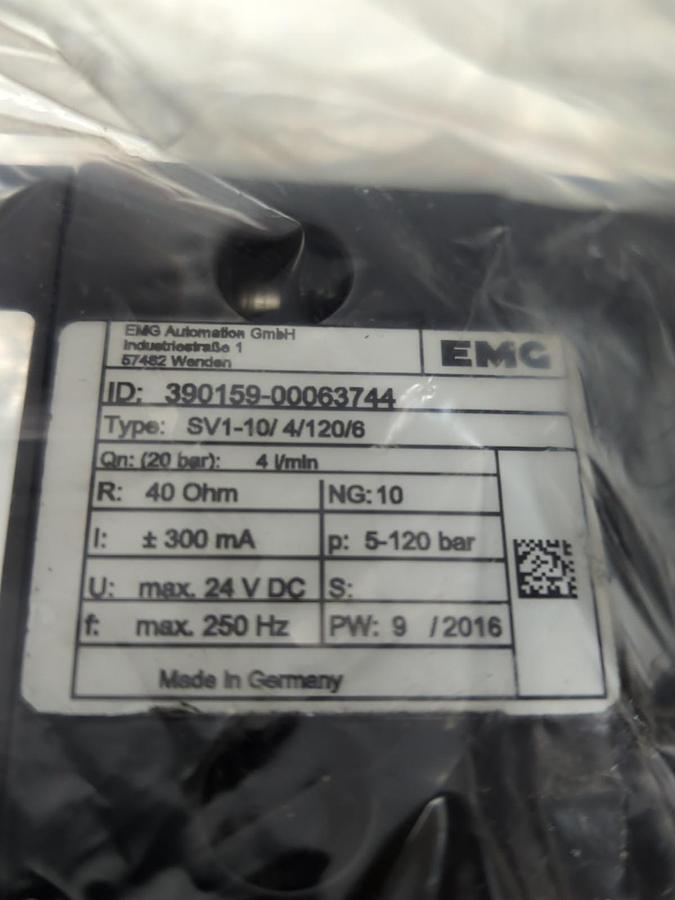 EMG Automation GmbH
Industriestraße 1
57482 Wenden
EMG
ID: 390159-00063744
Type: SV1-10/ 4/120/6
Qn: (20 bar): 4 l/min
R: 40 Ohm NG: 10
I: ± 300 mA p: 5-120 bar
U: max. 24 V DC S:
f: max. 250 Hz PW: 9 / 2016
Made in Germany